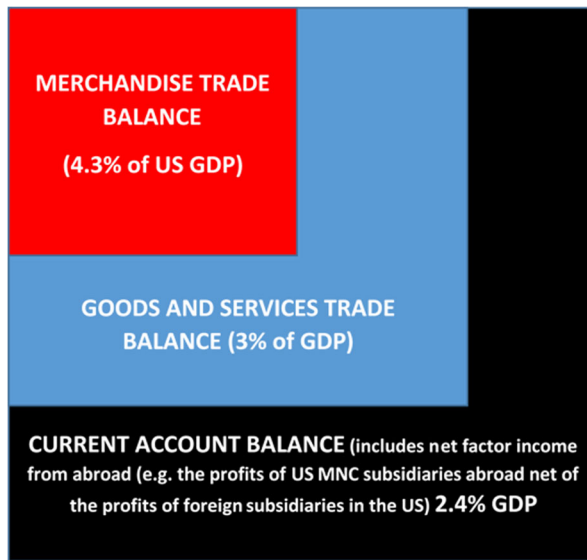 MERCHANDISE TRADE
BALANCE
(4.3% of US GDP)
GOODS AND SERVICES TRADE
BALANCE (3% of GDP)
CURRENT ACCOUNT BALANCE (includes net factor income
from abroad (e.g. the profits of US MNC subsidiaries abroad net of
the profits of foreign subsidiaries in the US) 2.4% GDP